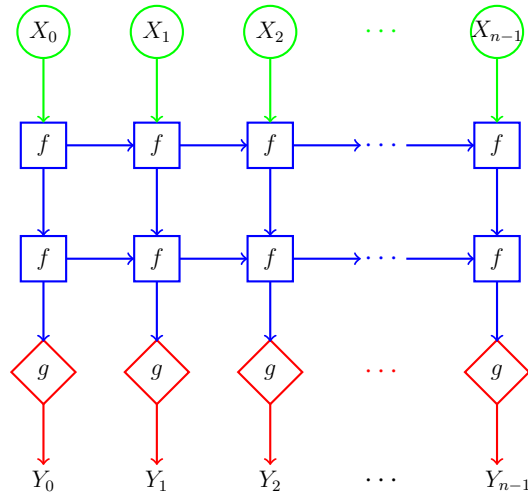 X₀ X₁ X₂ ··· Xₙ₋₁
f f f ··· f
f f f ··· f
g g g ··· g
Y₀ Y₁ Y₂ ··· Yₙ₋₁